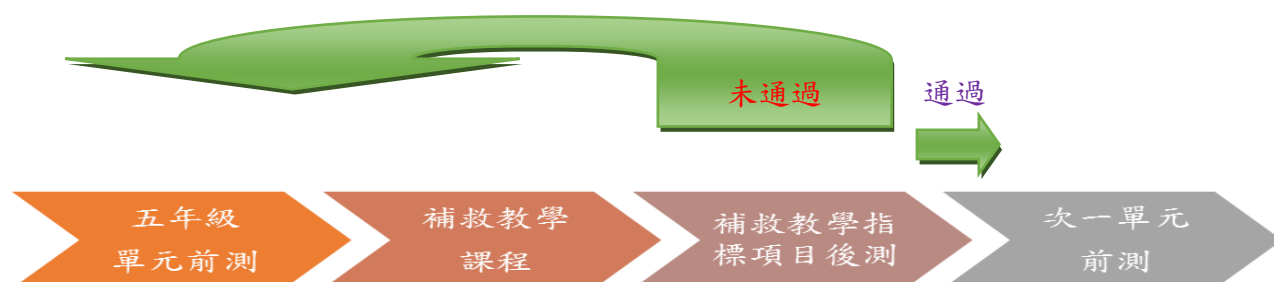 未通過
通過
五年級
單元前測
補救教學
課程
補救教學指
標項目後測
次一單元
前測